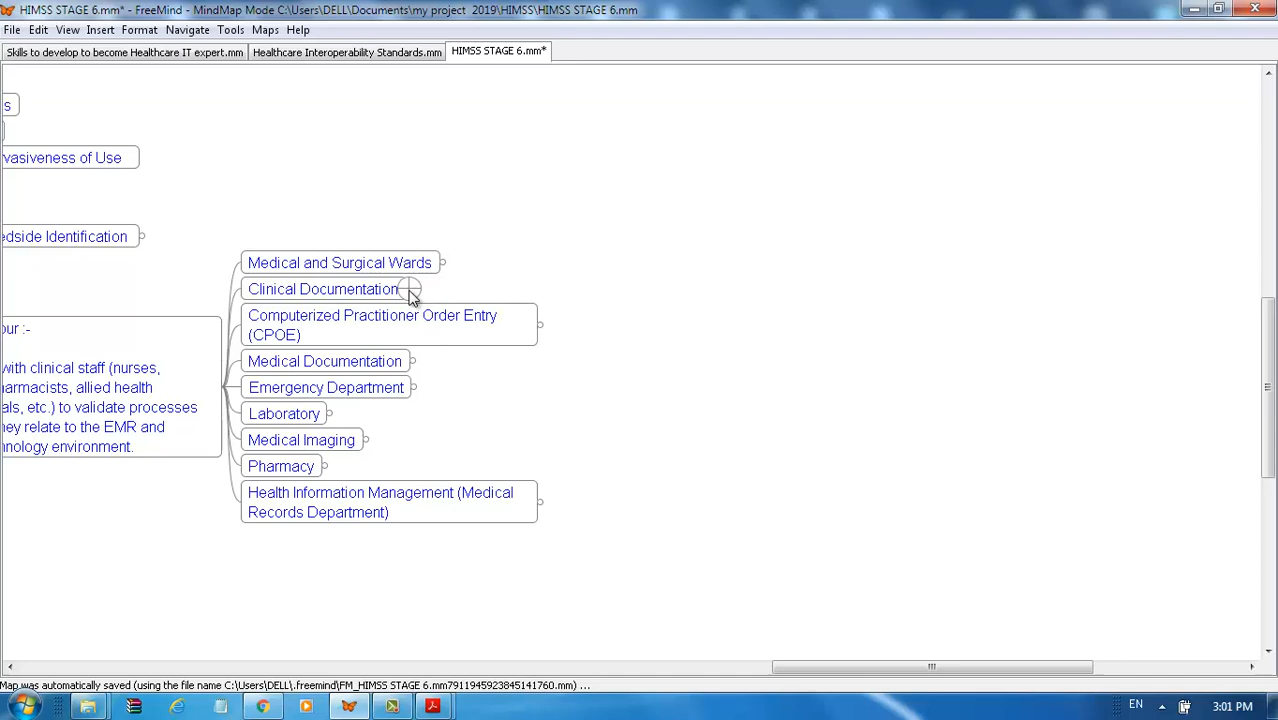 HIMSS STAGE 6.mm* - FreeMind - MindMap Mode C:\Users\DELL\Documents\my project  2019\HIMSS\HIMSS STAGE 6.mm
File Edit View Insert Format Navigate Tools Maps Help
Skills to develop to become Healthcare IT expert.mm Healthcare Interoperability Standards.mm HIMSS STAGE 6.mm*
s
vasiveness of Use
edside Identification
Medical and Surgical Wards
Clinical Documentation
Computerized Practitioner Order Entry
(CPOE)
our :-
with clinical staff (nurses,
armacists, allied health
als, etc.) to validate processes
hey relate to the EMR and
hnology environment.
Medical Documentation
Emergency Department
Laboratory
Medical Imaging
Pharmacy
Health Information Management (Medical
Records Department)
Map was automatically saved (using the file name C:\Users\DELL\.freemind\FM_HIMSS STAGE 6.mm7911945923845141760.mm) ...
EN 3:01 PM